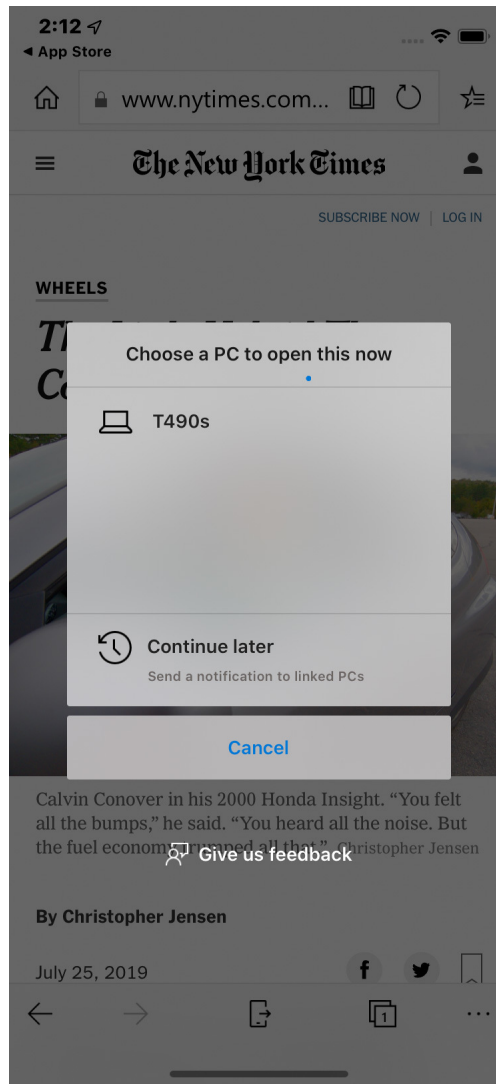 2:12
App Store
www.nytimes.com...
The New York Times
SUBSCRIBE NOW | LOG IN
WHEELS
Choose a PC to open this now
T490s
Continue later
Send a notification to linked PCs
Cancel
Calvin Conover in his 2000 Honda Insight. “You felt
all the bumps,” he said. “You heard all the noise. But
the fuel economy trumped all that.” Christopher Jensen
Give us feedback
By Christopher Jensen
July 25, 2019
1